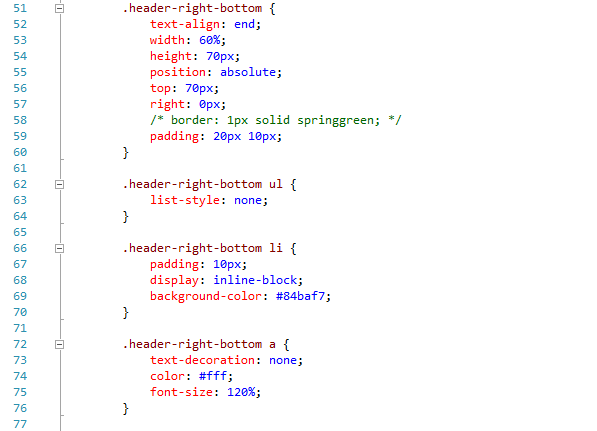 51 .header-right-bottom {
52 text-align: end;
53 width: 60%;
54 height: 70px;
55 position: absolute;
56 top: 70px;
57 right: 0px;
58 /* border: 1px solid springgreen; */
59 padding: 20px 10px;
60 }
61
62 .header-right-bottom ul {
63 list-style: none;
64 }
65
66 .header-right-bottom li {
67 padding: 10px;
68 display: inline-block;
69 background-color: #84baf7;
70 }
71
72 .header-right-bottom a {
73 text-decoration: none;
74 color: #fff;
75 font-size: 120%;
76 }
77